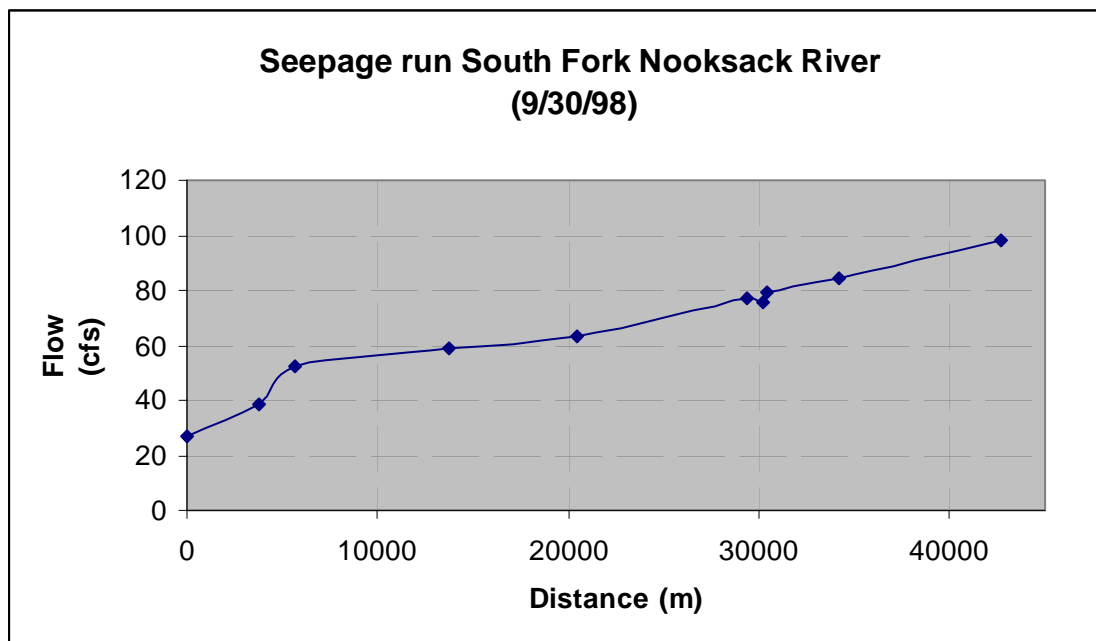 Seepage run South Fork Nooksack River
(9/30/98)
120
100
80
60
40
20
0
Flow
(cfs)
0 10000 20000 30000 40000
Distance (m)